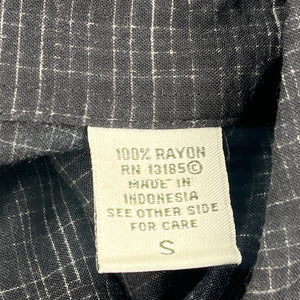 100% RAYON
RN 13185©
MADE IN
INDONESIA
SEE OTHER SIDE
FOR CARE
S